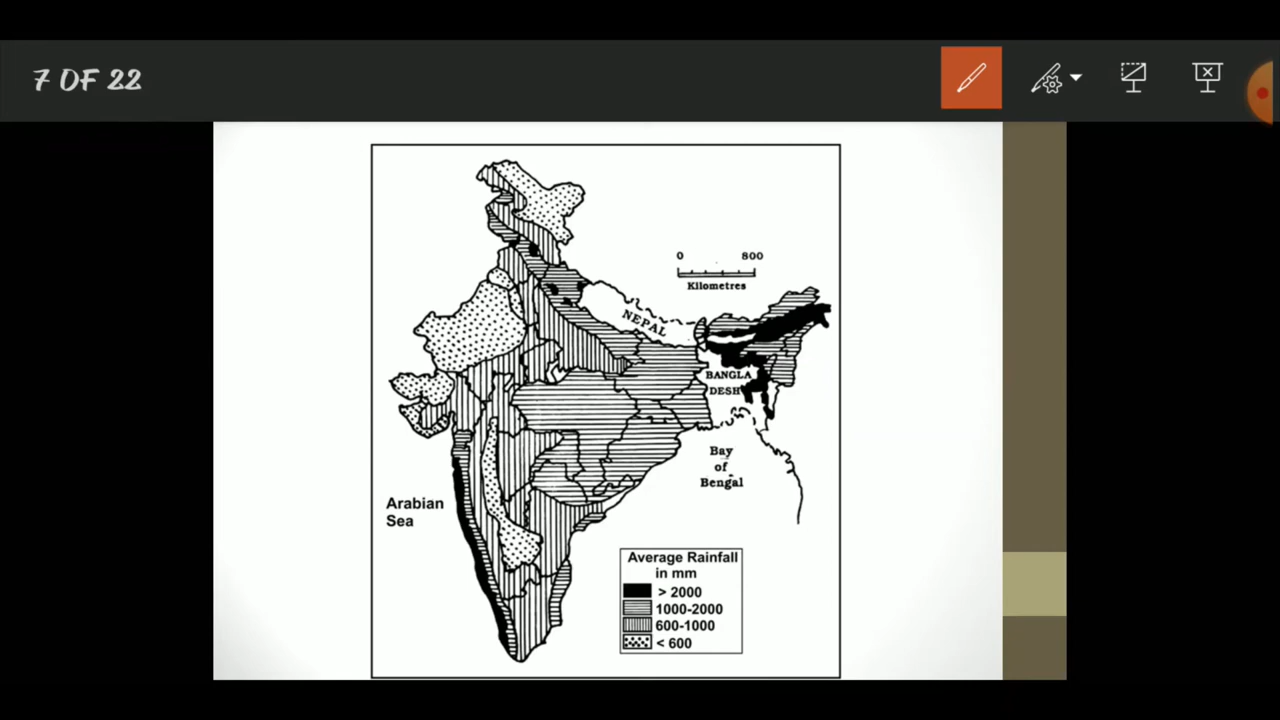 7 OF 22
0 800
Kilometres
NEPAL
BANGLA
DESH
Bay
of
Bengal
Arabian
Sea
Average Rainfall
in mm
> 2000
1000-2000
600-1000
< 600